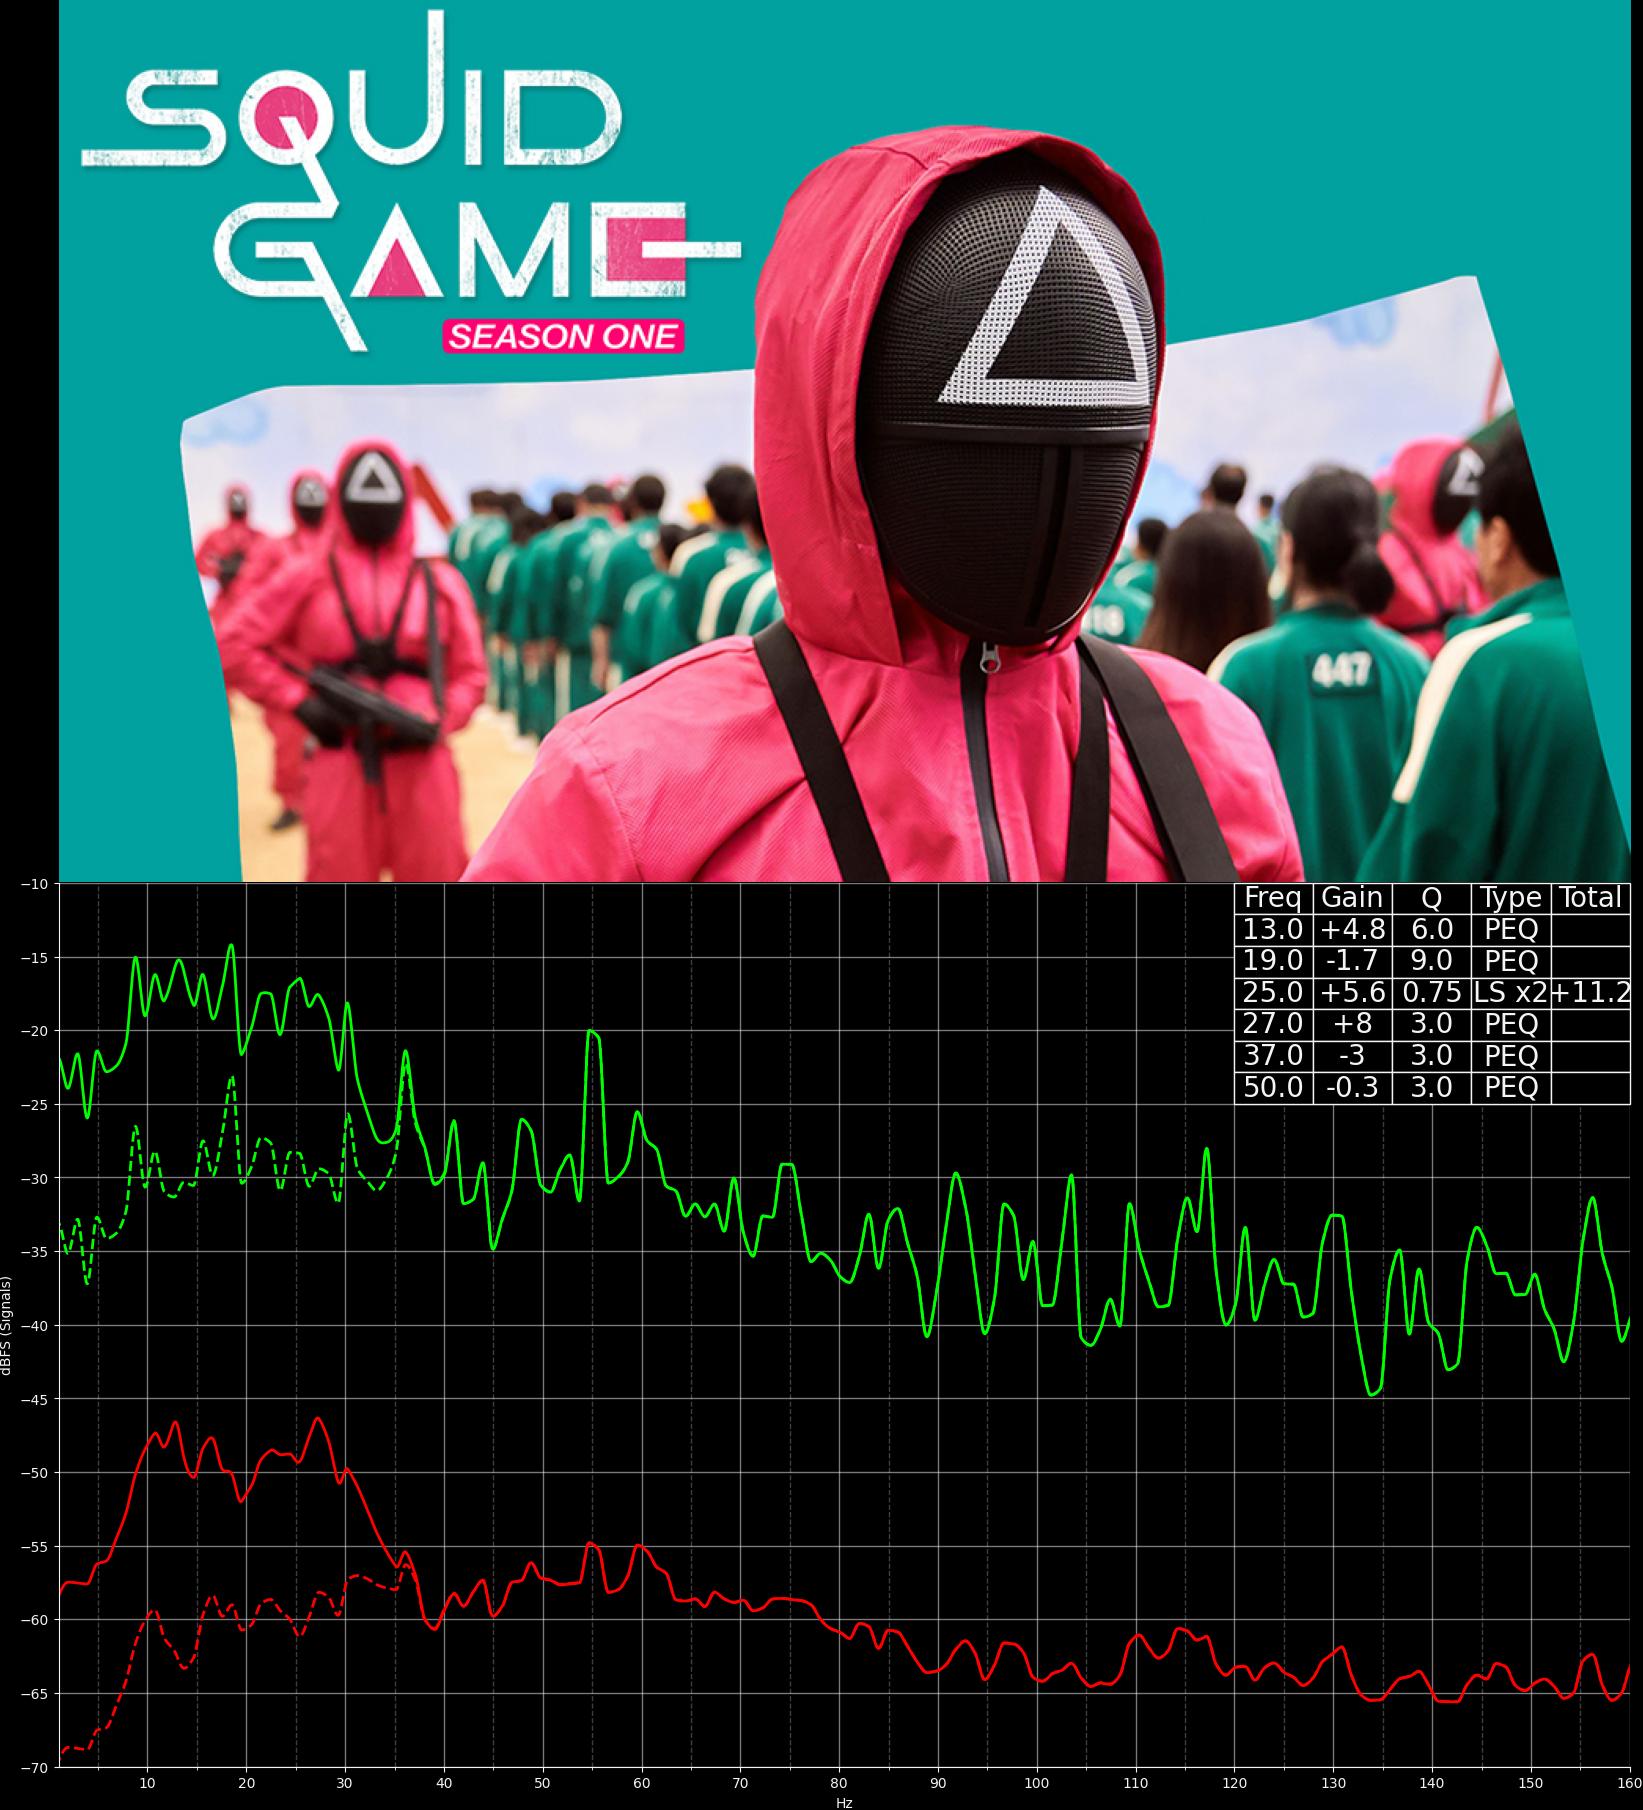 SQUID
GAME
SEASON ONE
447
Freq Gain Q Type Total
13.0 +4.8 6.0 PEQ
19.0 -1.7 9.0 PEQ
25.0 +5.6 0.75 LS x2 +11.2
27.0 +8 3.0 PEQ
37.0 -3 3.0 PEQ
50.0 -0.3 3.0 PEQ
−10
−15
−20
−25
−30
−35
−40
−45
−50
−55
−60
−65
−70
dBFS (Signals)
10 20 30 40 50 60 70 80 90 100 110 120 130 140 150 160
Hz